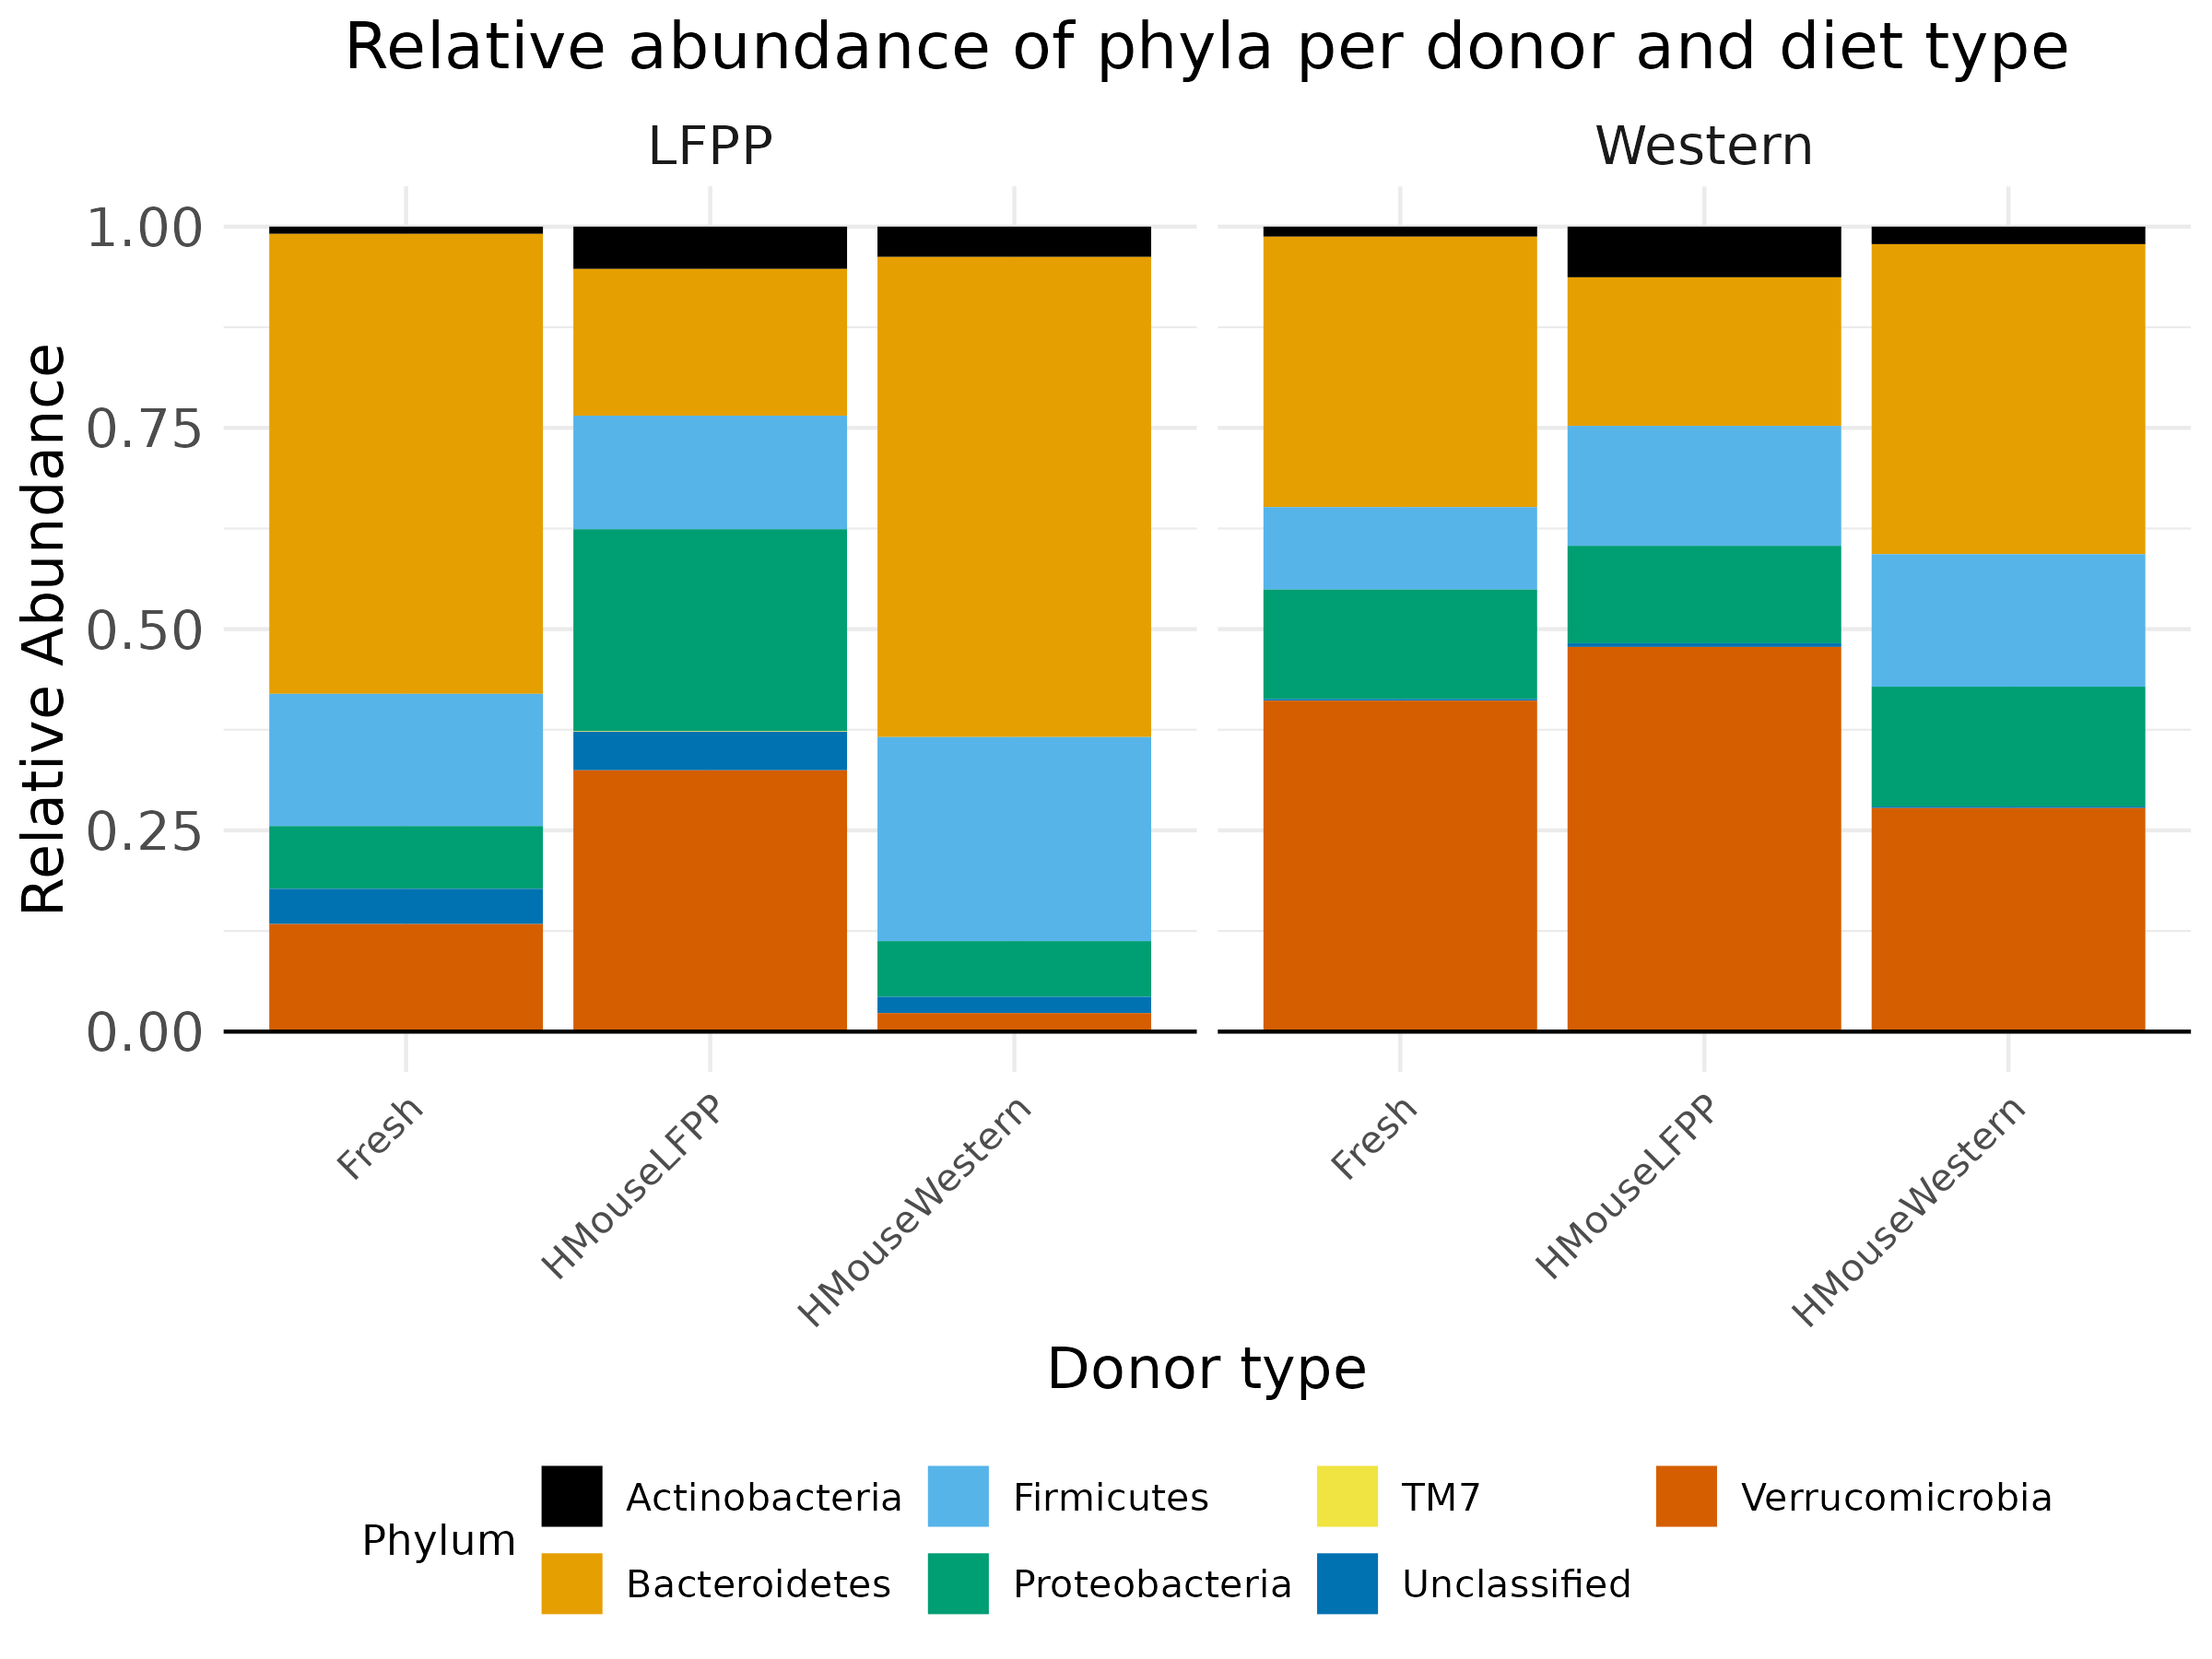 Relative abundance of phyla per donor and diet type
LFPP
Western
Relative Abundance
1.00
0.75
0.50
0.25
0.00
Fresh
HMouseLFPP
HMouseWestern
Fresh
HMouseLFPP
HMouseWestern
Donor type
Phylum
Actinobacteria
Bacteroidetes
Firmicutes
Proteobacteria
TM7
Unclassified
Verrucomicrobia